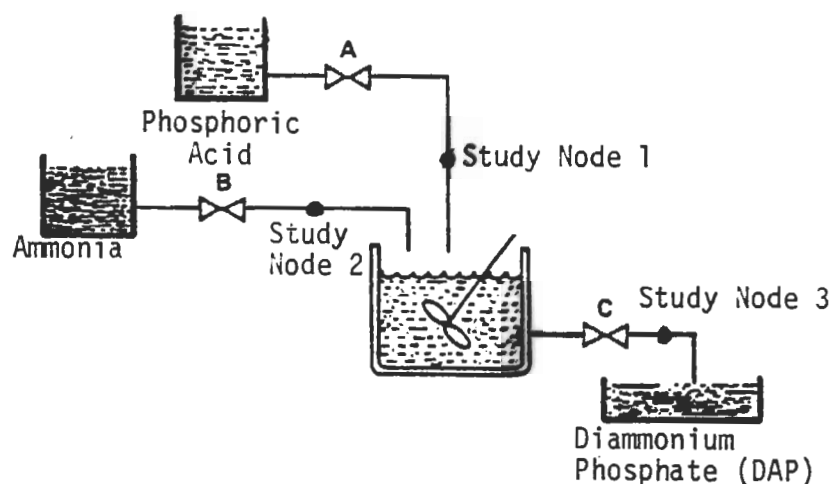 A
Phosphoric
Acid
Study Node 1
B
Ammonia
Study
Node 2
C
Study Node 3
Diammonium
Phosphate (DAP)